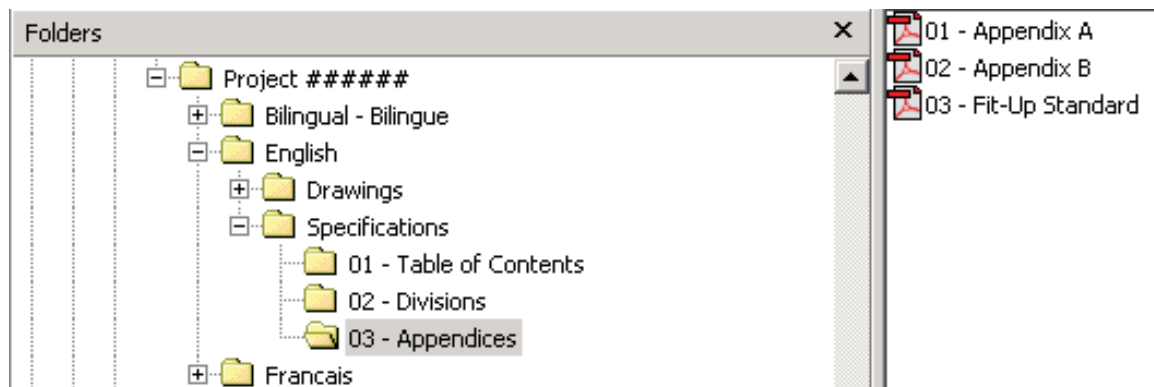 Folders
Project ######
Bilingual - Bilingue
English
Drawings
Specifications
01 - Table of Contents
02 - Divisions
03 - Appendices
Francais
01 - Appendix A
02 - Appendix B
03 - Fit-Up Standard